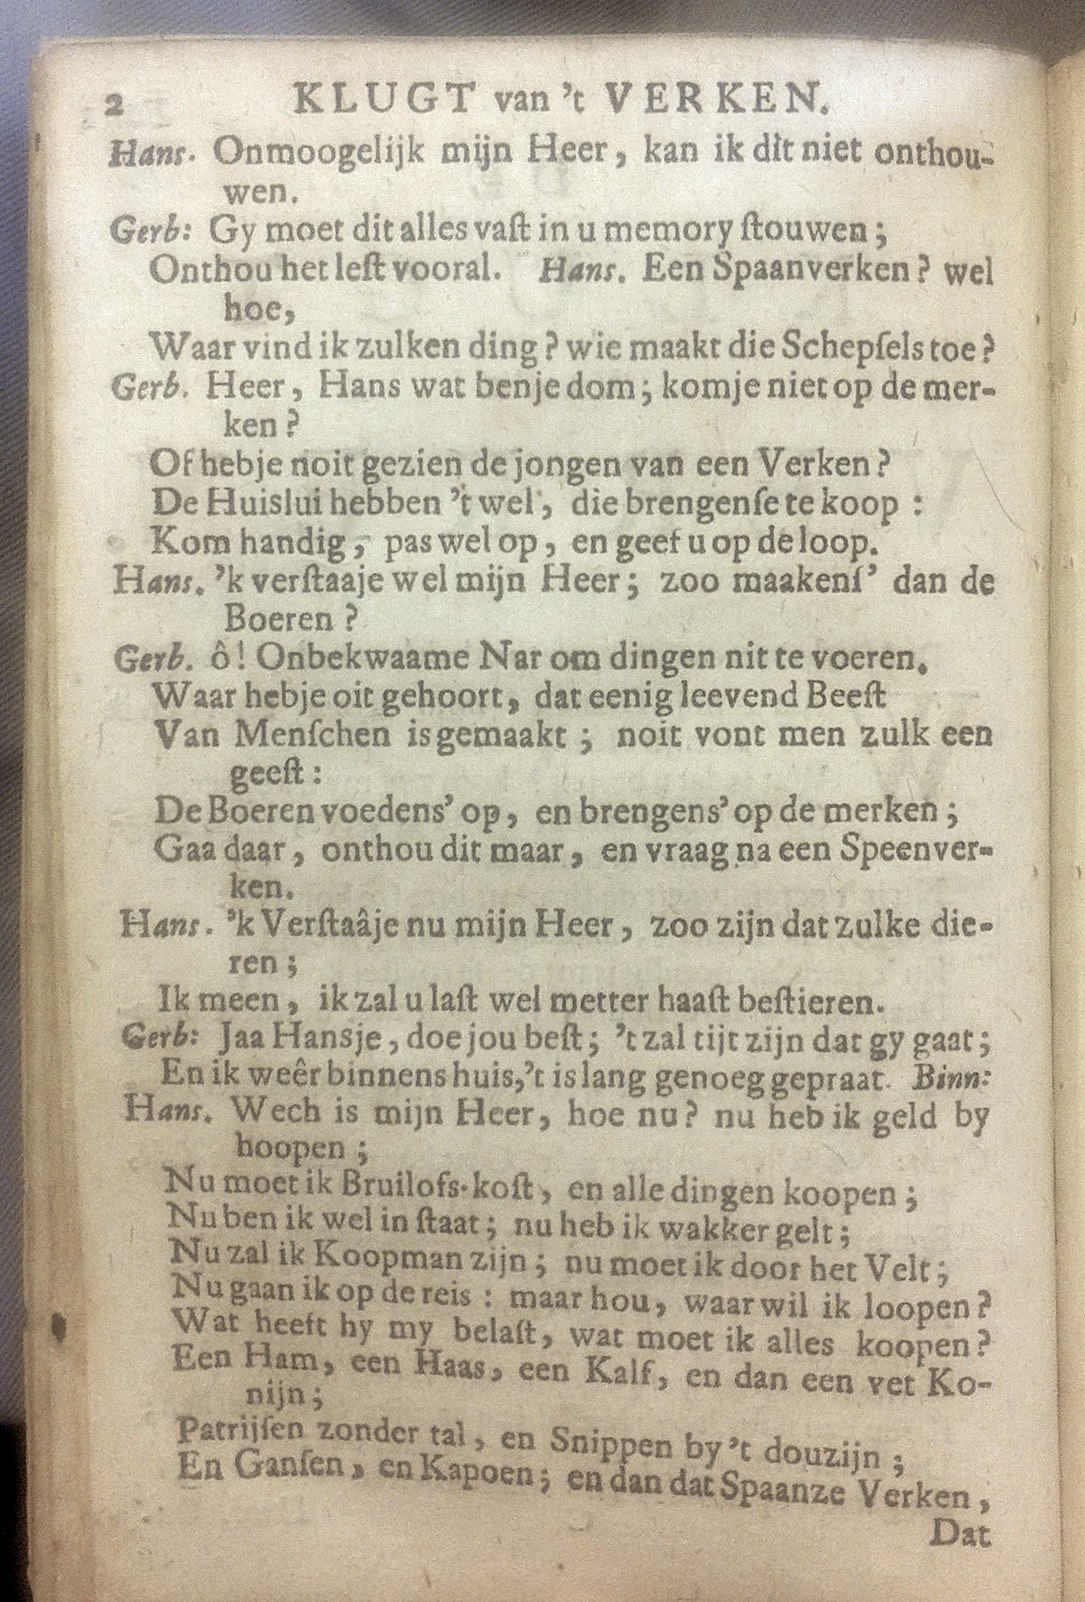 2 KLUGT van 't VERKEN.
Hans. Onmoogelijk mijn Heer, kan ik dit niet onthou-
wen.
Gerb: Gy moet dit alles vaſt in u memory ſtouwen;
Onthou het leſt vooral. Hans. Een Spaanverken? wel
hoe,
Waar vind ik zulken ding? wie maakt die Schepſels toe?
Gerb. Heer, Hans wat benje dom; komje niet op de mer-
ken?
Of hebje noit gezien de jongen van een Verken?
De Huislui hebben 't wel, die brengenſe te koop:
Kom handig, pas wel op, en geef u op de loop.
Hans. 'k verſtaaje wel mijn Heer; zoo maakenſ' dan de
Boeren?
Gerb. ô! Onbekwaame Nar om dingen nit te voeren.
Waar hebje oit gehoort, dat eenig leevend Beeſt
Van Menſchen is gemaakt; noit vont men zulk een
geeſt:
De Boeren voedens' op, en brengens' op de merken;
Gaa daar, onthou dit maar, en vraag na een Speenver-
ken.
Hans. 'k Verſtaâje nu mijn Heer, zoo zijn dat zulke die-
ren;
Ik meen, ik zal u laſt wel metter haaſt beſtieren.
Gerb: Jaa Hansje, doe jou beſt; 't zal tijt zijn dat gy gaat;
En ik weêr binnens huis, 't is lang genoeg gepraat. Binn:
Hans. Wech is mijn Heer, hoe nu? nu heb ik geld by
hoopen;
Nu moet ik Bruilofs-koſt, en alle dingen koopen;
Nu ben ik wel in ſtaat; nu heb ik wakker gelt;
Nu zal ik Koopman zijn; nu moet ik door het Velt;
Nu gaan ik op de reis: maar hou, waar wil ik loopen?
Wat heeft hy my belaſt, wat moet ik alles koopen?
Een Ham, een Haas, een Kalf, en dan een vet Ko-
nijn;
Patrijſen zonder tal, en Snippen by 't douzijn;
En Ganſen, en Kapoen; en dan dat Spaanze Verken,
Dat